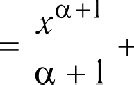 = x^{α+1} / α + 1 +